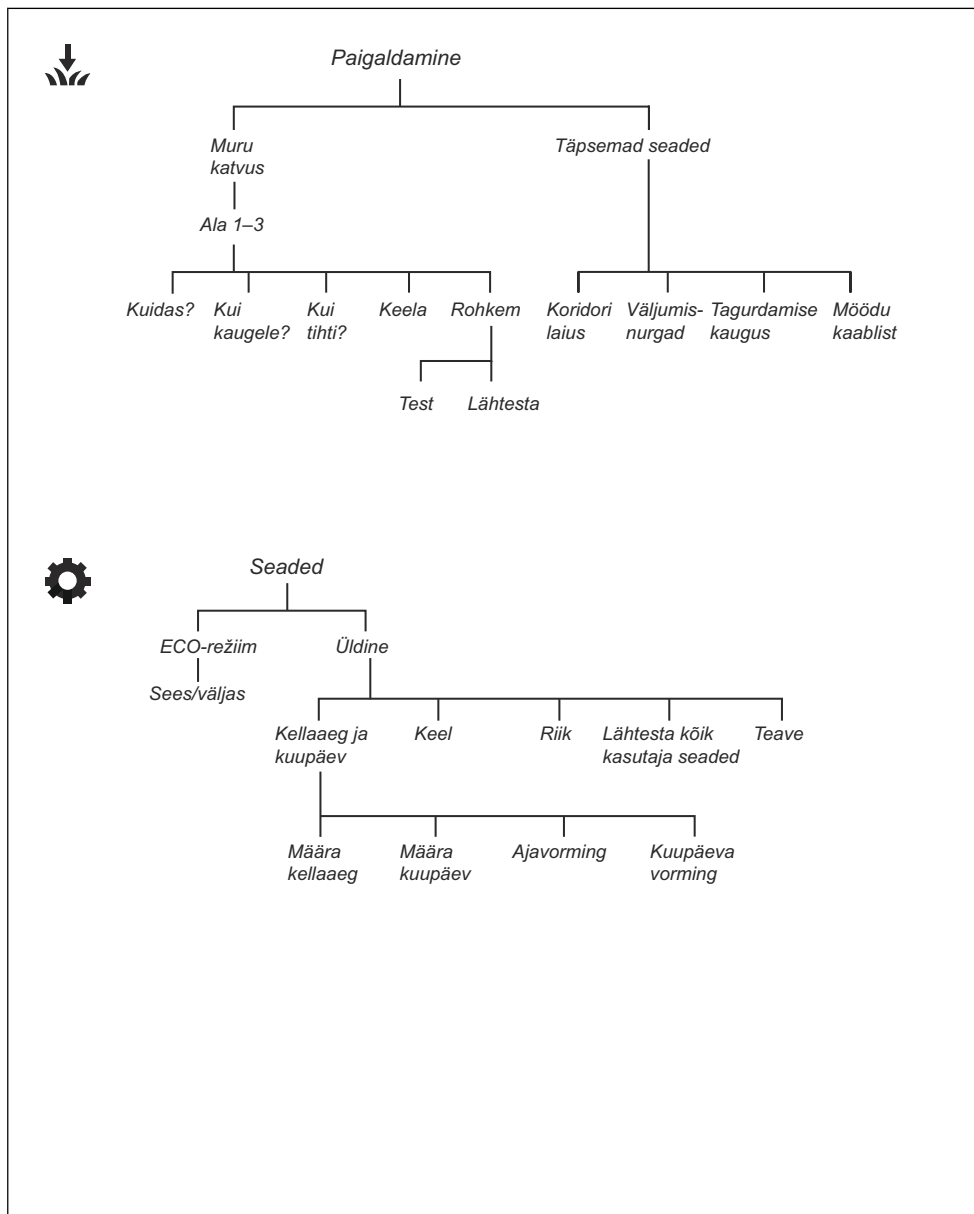 Paigaldamine
Muru
katvus
Täpsemad seaded
Ala 1–3
Kuidas?
Kui
kaugele?
Kui
tihti?
Keela
Rohkem
Koridori
laius
Väljumis-
nurgad
Tagurdamise
kaugus
Möödu
kaablist
Test
Lähtesta
Seaded
ECO-režiim
Üldine
Sees/väljas
Kellaaeg ja
kuupäev
Keel
Riik
Lähtesta kõik
kasutaja seaded
Teave
Määra
kellaaeg
Määra
kuupäev
Ajavorming
Kuupäeva
vorming